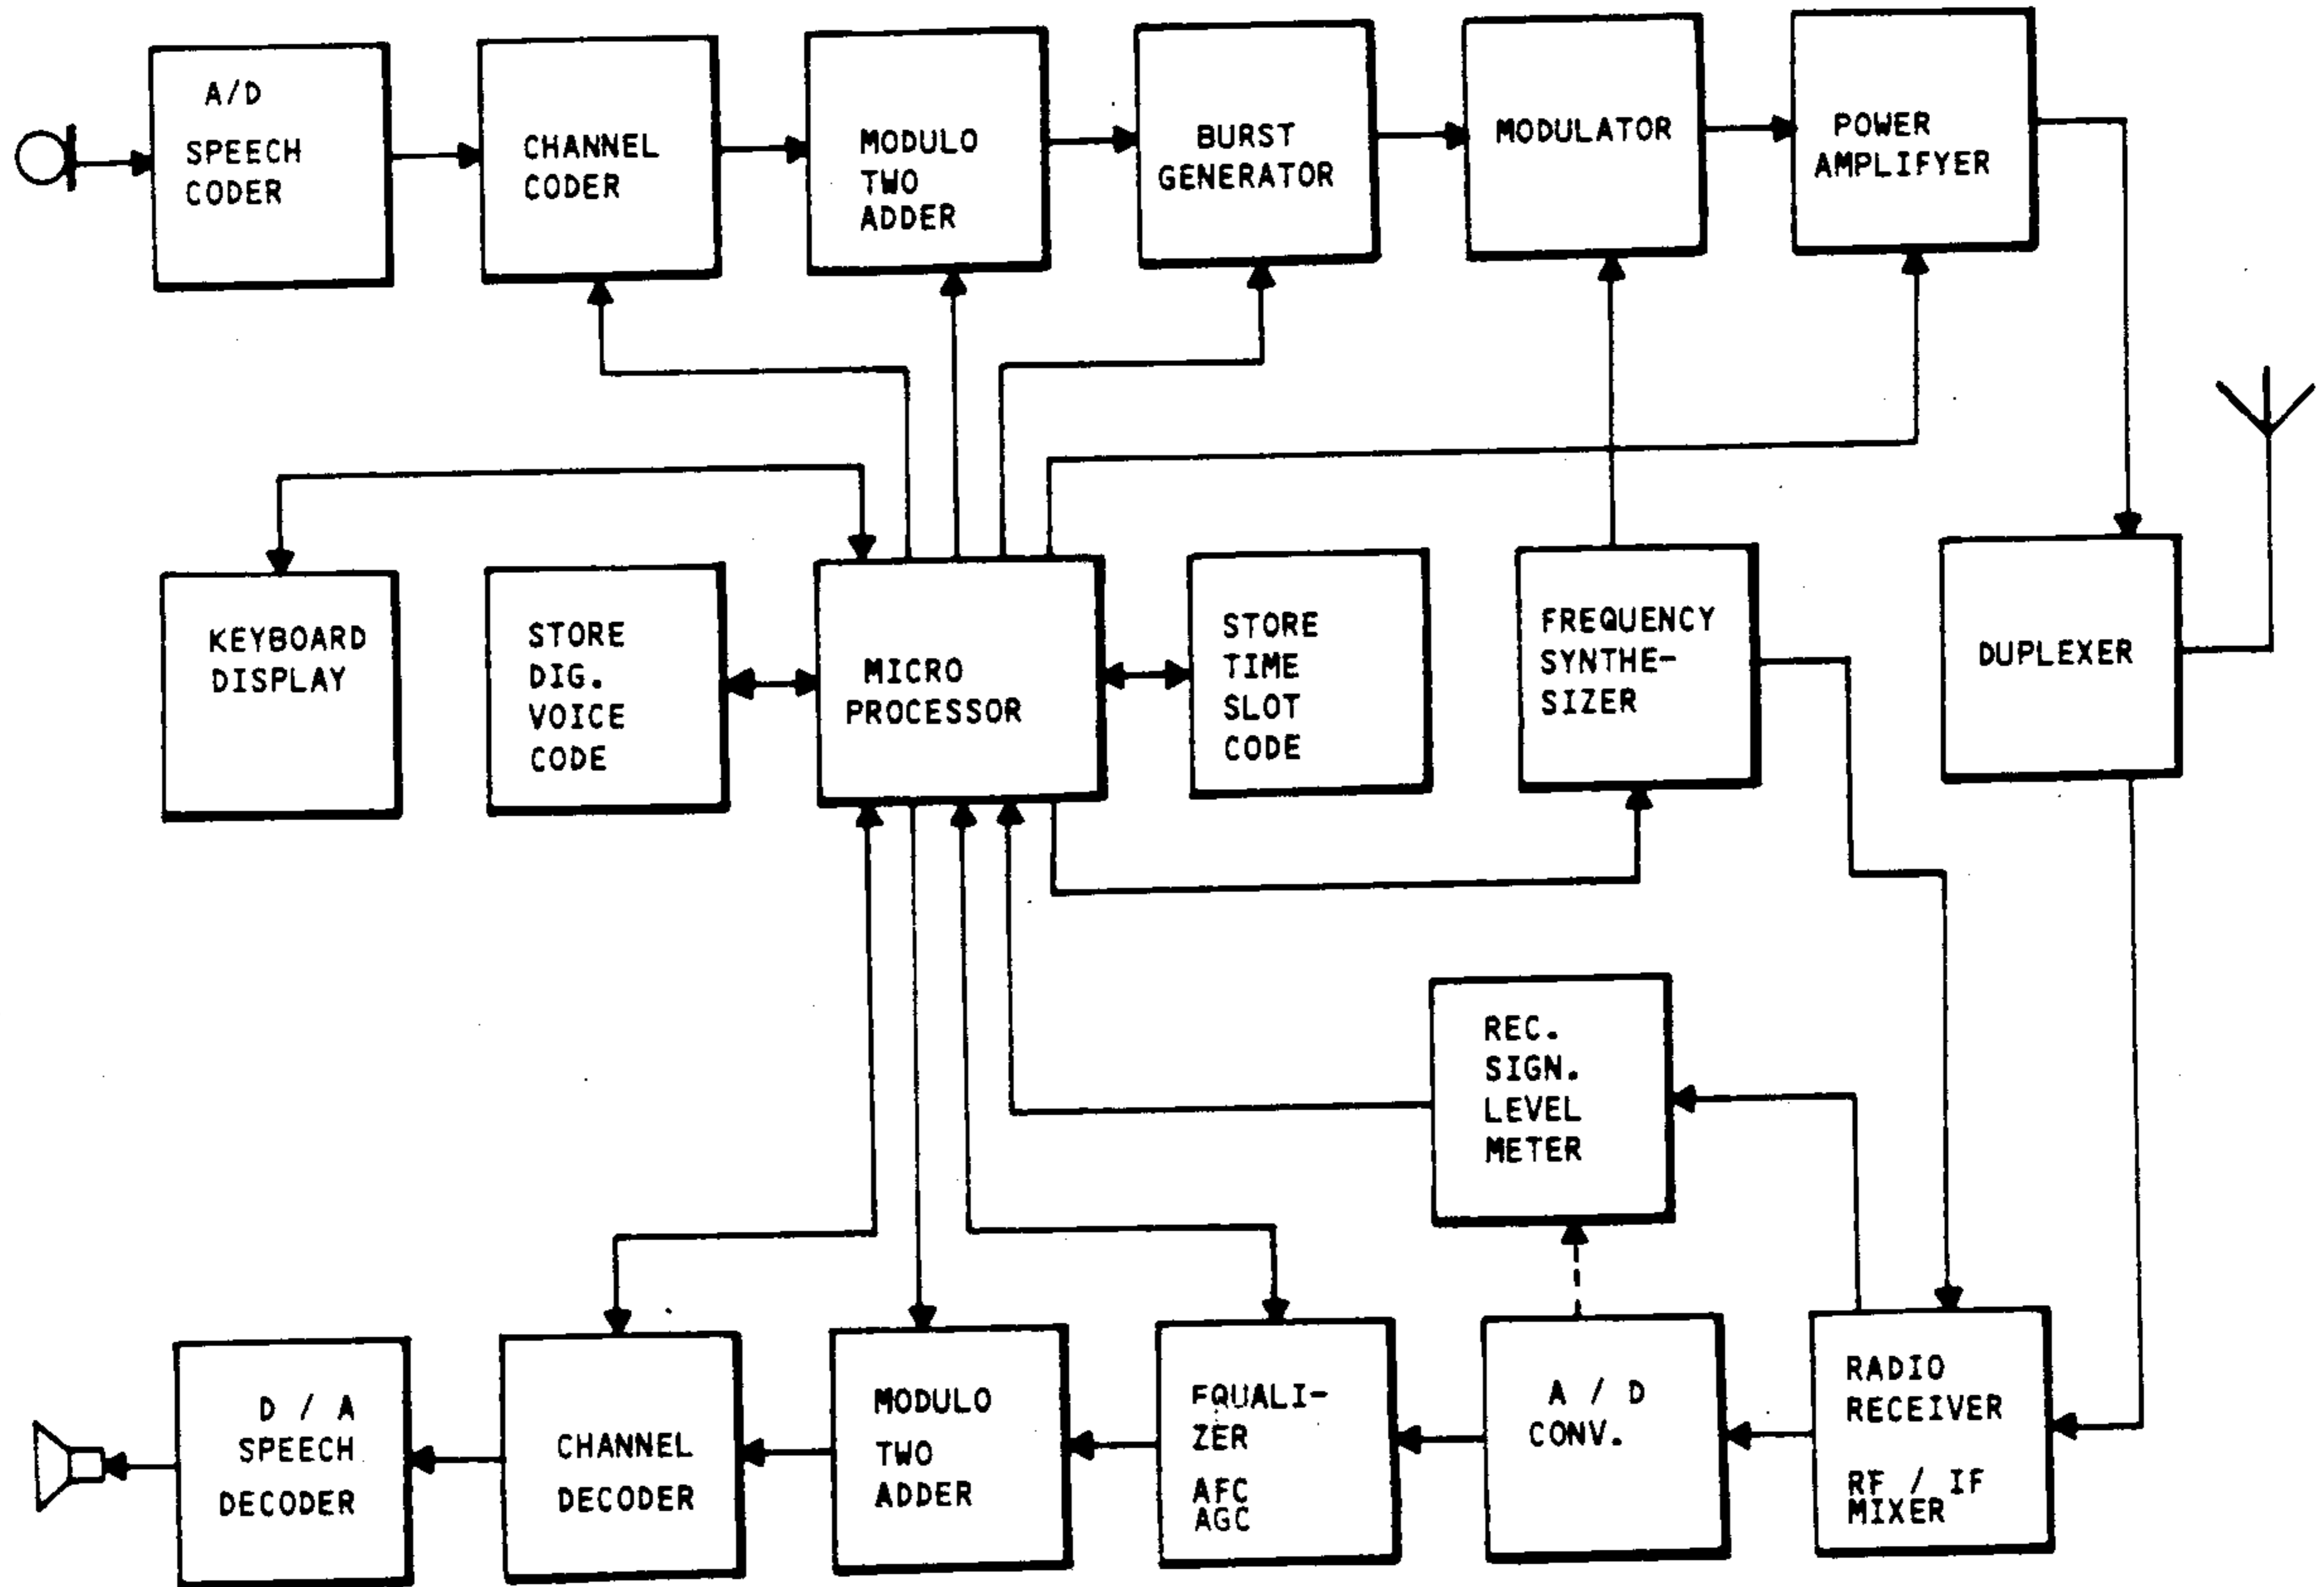 A/D
SPEECH
CODER
CHANNEL
CODER
MODULO
TWO
ADDER
BURST
GENERATOR
MODULATOR
POWER
AMPLIFYER
KEYBOARD
DISPLAY
STORE
DIG.
VOICE
CODE
MICRO
PROCESSOR
STORE
TIME
SLOT
CODE
FREQUENCY
SYNTHE-
SIZER
DUPLEXER
REC.
SIGN.
LEVEL
METER
D / A
SPEECH
DECODER
CHANNEL
DECODER
MODULO
TWO
ADDER
EQUALI-
ZER
AFC
AGC
A / D
CONV.
RADIO
RECEIVER
RF / IF
MIXER